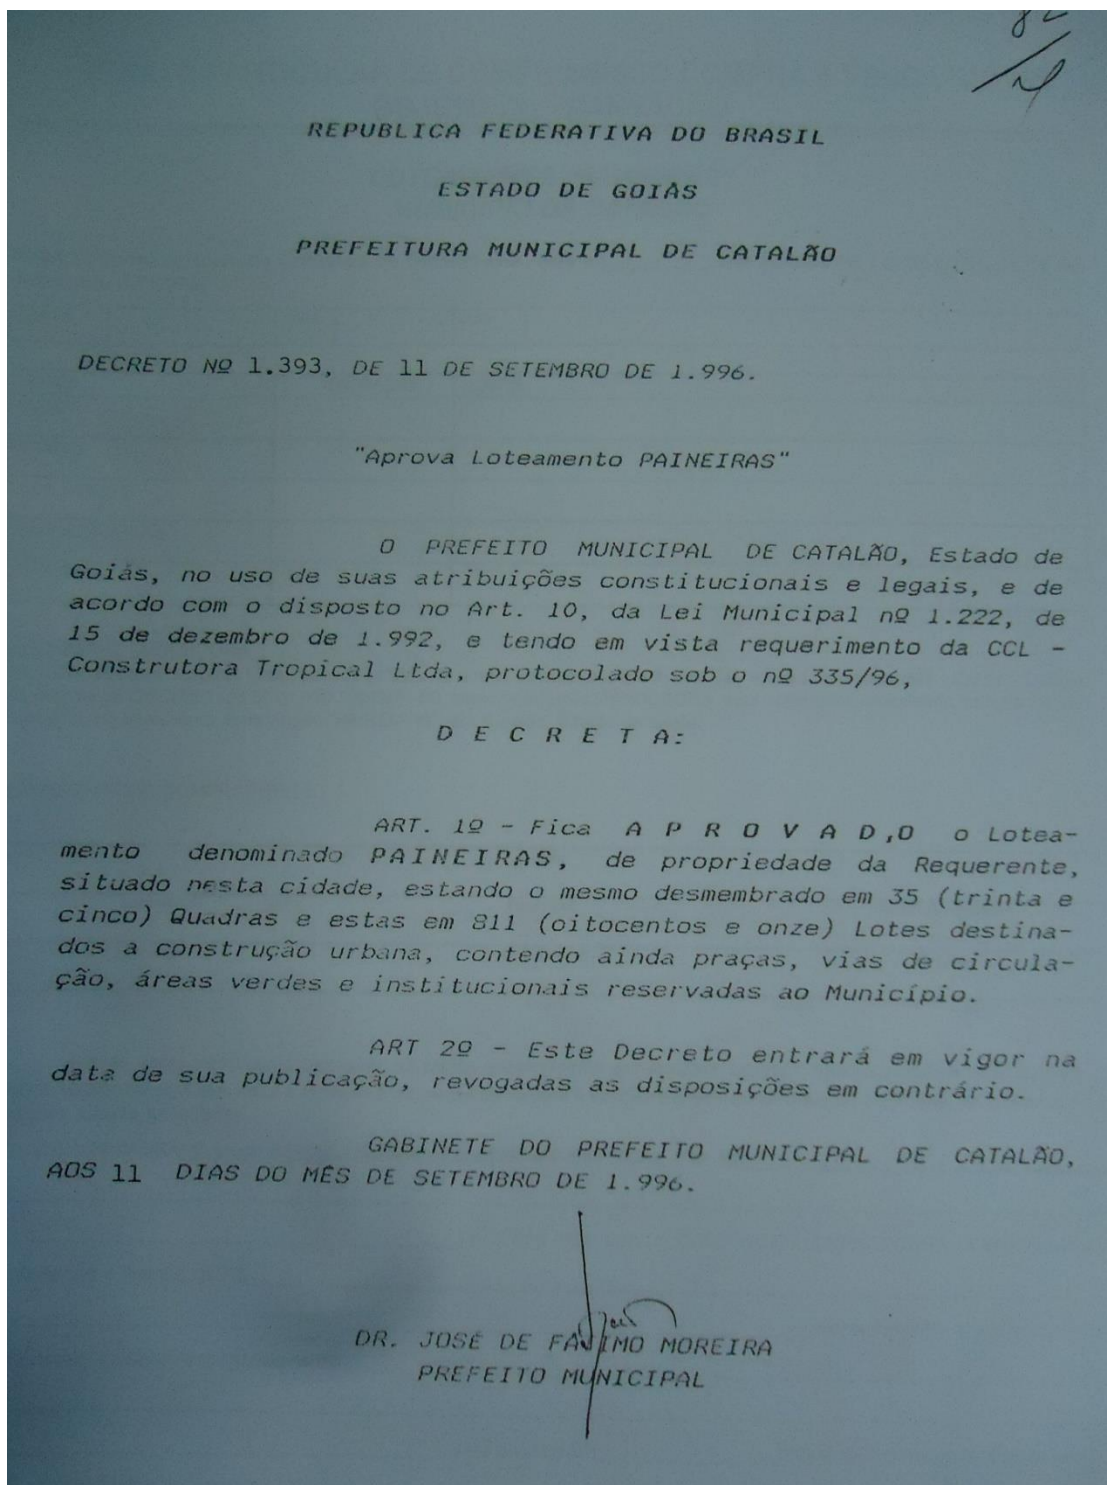 82
REPUBLICA FEDERATIVA DO BRASIL
ESTADO DE GOIÁS
PREFEITURA MUNICIPAL DE CATALÃO
DECRETO Nº 1.393, DE 11 DE SETEMBRO DE 1.996.
"Aprova Loteamento PAINEIRAS"
O PREFEITO MUNICIPAL DE CATALÃO, Estado de
Goiás, no uso de suas atribuições constitucionais e legais, e de
acordo com o disposto no Art. 10, da Lei Municipal nº 1.222, de
15 de dezembro de 1.992, e tendo em vista requerimento da CCL -
Construtora Tropical Ltda, protocolado sob o nº 335/96,
D E C R E T A:
ART. 1º - Fica A P R O V A D,O o Lotea-
mento denominado PAINEIRAS, de propriedade da Requerente,
situado nesta cidade, estando o mesmo desmembrado em 35 (trinta e
cinco) Quadras e estas em 811 (oitocentos e onze) Lotes destina-
dos a construção urbana, contendo ainda praças, vias de circula-
ção, áreas verdes e institucionais reservadas ao Município.
ART 2º - Este Decreto entrará em vigor na
data de sua publicação, revogadas as disposições em contrário.
GABINETE DO PREFEITO MUNICIPAL DE CATALÃO,
AOS 11 DIAS DO MÊS DE SETEMBRO DE 1.996.
DR. JOSÉ DE MOREIRA
PREFEITO MUNICIPAL